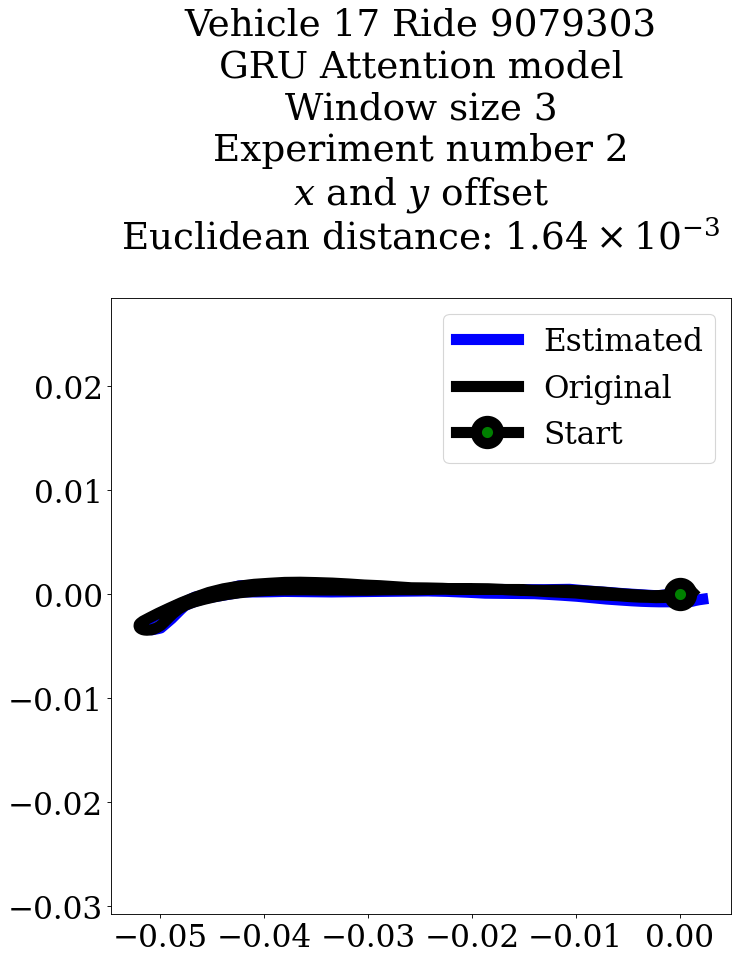 Vehicle 17 Ride 9079303
GRU Attention model
Window size 3
Experiment number 2
x and y offset
Euclidean distance: 1.64 × 10⁻³
Estimated
Original
Start
0.02
0.01
0.00
−0.01
−0.02
−0.03
−0.05 −0.04 −0.03 −0.02 −0.01 0.00